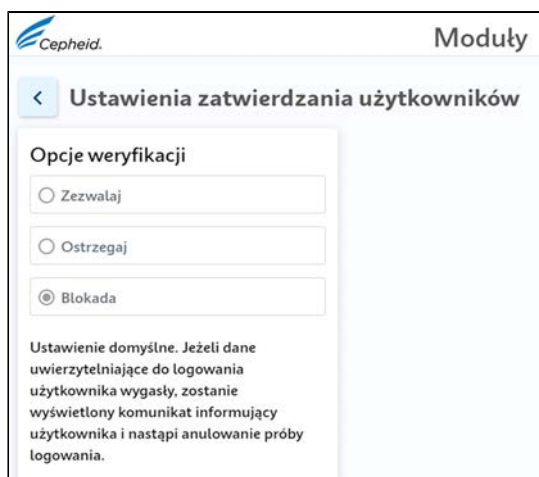 Cepheid.
Moduły
Ustawienia zatwierdzania użytkowników
Opcje weryfikacji
Zezwalaj
Ostrzegaj
Blokada
Ustawienie domyślne. Jeżeli dane
uwierzytelniające do logowania
użytkownika wygasły, zostanie
wyświetlony komunikat informujący
użytkownika i nastąpi anulowanie próby
logowania.